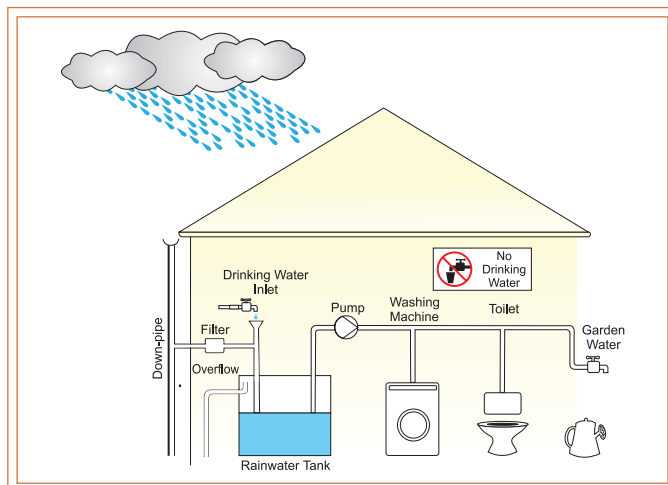 No
Drinking
Water
Drinking Water
Inlet
Pump
Washing
Machine
Toilet
Garden
Water
Filter
Down-pipe
Overflow
Rainwater Tank